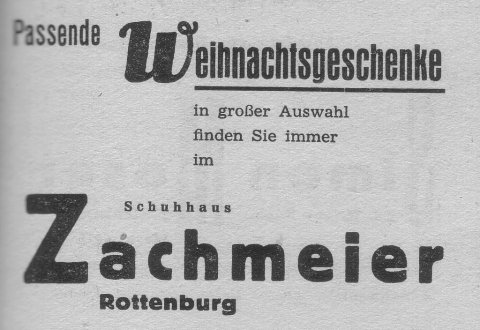 Passende Weihnachtsgeschenke
in großer Auswahl
finden Sie immer
im
Schuhhaus
Zachmeier
Rottenburg